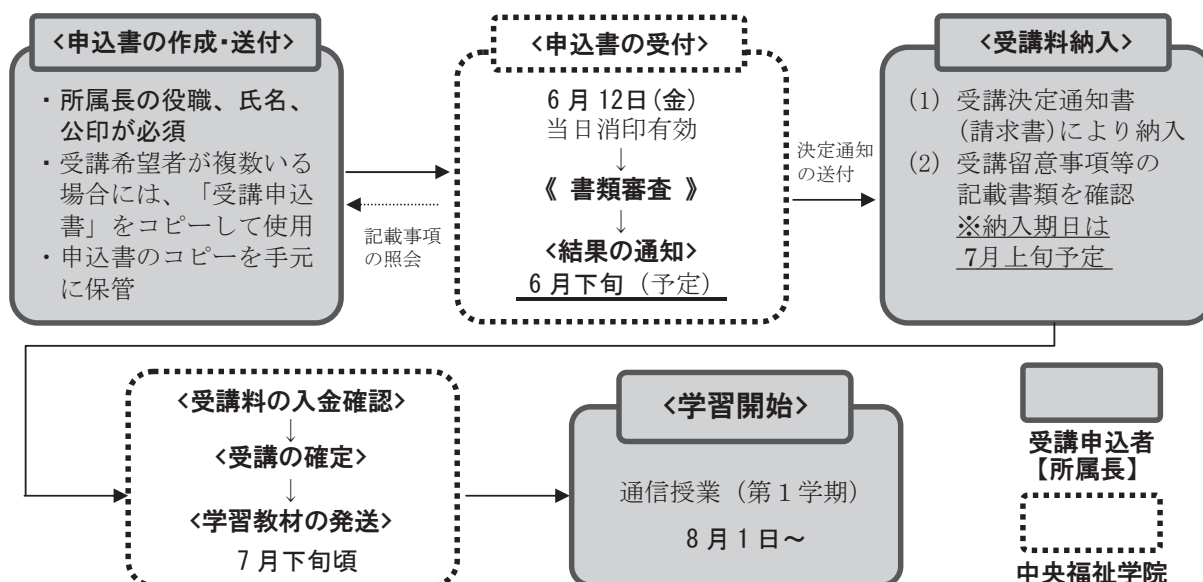 <申込書の作成・送付>
・所属長の役職、氏名、
公印が必須
・受講希望者が複数いる
場合には、「受講申込
書」をコピーして使用
・申込書のコピーを手元
に保管
記載事項
の照会
<申込書の受付>
6月12日(金)
当日消印有効
↓
《 書類審査 》
↓
<結果の通知>
6月下旬（予定）
決定通知
の送付
<受講料納入>
(1) 受講決定通知書
(請求書)により納入
(2) 受講留意事項等の
記載書類を確認
※納入期日は
7月上旬予定
<受講料の入金確認>
↓
<受講の確定>
↓
<学習教材の発送>
7月下旬頃
<学習開始>
通信授業（第１学期）
8月1日～
受講申込者
【所属長】
中央福祉学院